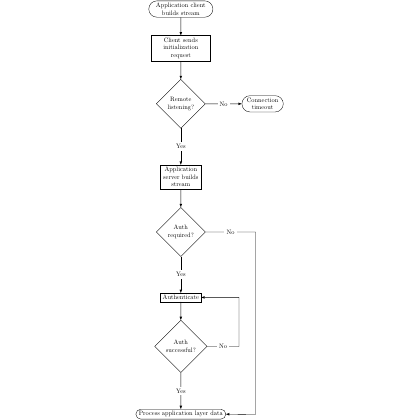 Application client
builds stream
Client sends
initialization
request
Remote
listening?
No
Connection
timeout
Yes
Application
server builds
stream
Auth
required?
No
Yes
Authenticate
Auth
successful?
No
Yes
Process application layer data